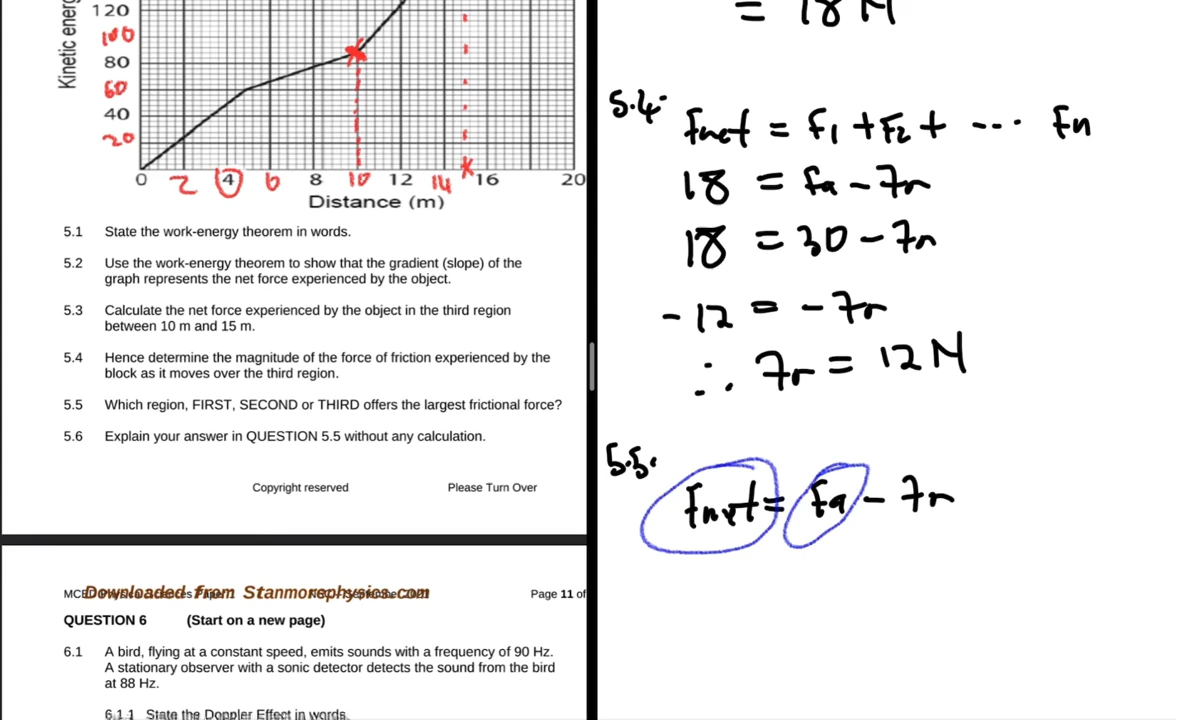 = 18 N
120
100
80
60
40
20
Kinetic energ
0 2 4 6 8 10 12 14 16 20
Distance (m)
5.1 State the work-energy theorem in words.
5.2 Use the work-energy theorem to show that the gradient (slope) of the
graph represents the net force experienced by the object.
5.3 Calculate the net force experienced by the object in the third region
between 10 m and 15 m.
5.4 Hence determine the magnitude of the force of friction experienced by the
block as it moves over the third region.
5.5 Which region, FIRST, SECOND or THIRD offers the largest frictional force?
5.6 Explain your answer in QUESTION 5.5 without any calculation.
Copyright reserved Please Turn Over
Downloaded from Stanmorephysics.com
Page 11 of
QUESTION 6 (Start on a new page)
6.1 A bird, flying at a constant speed, emits sounds with a frequency of 90 Hz.
A stationary observer with a sonic detector detects the sound from the bird
at 88 Hz.
6.1.1 State the Doppler Effect in words.
5.4.
Fnet = F1 + F2 + ... Fn
18 = Fa - Fr
18 = 30 - Fr
-12 = - Fr
∴ Fr = 12 N
5.5.
Fnet = Fa - Fr